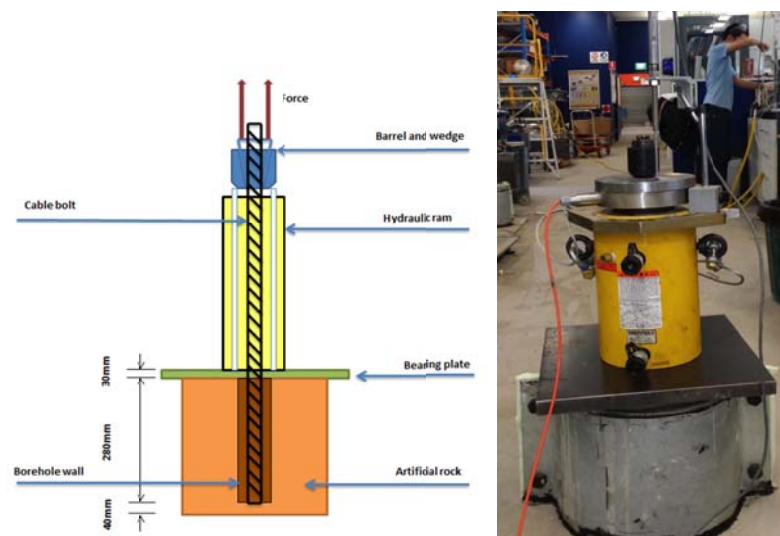 Force
Barrel and wedge
Cable bolt
Hydraulic ram
30mm
Bearing plate
280mm
Borehole wall
Artificial rock
40mm